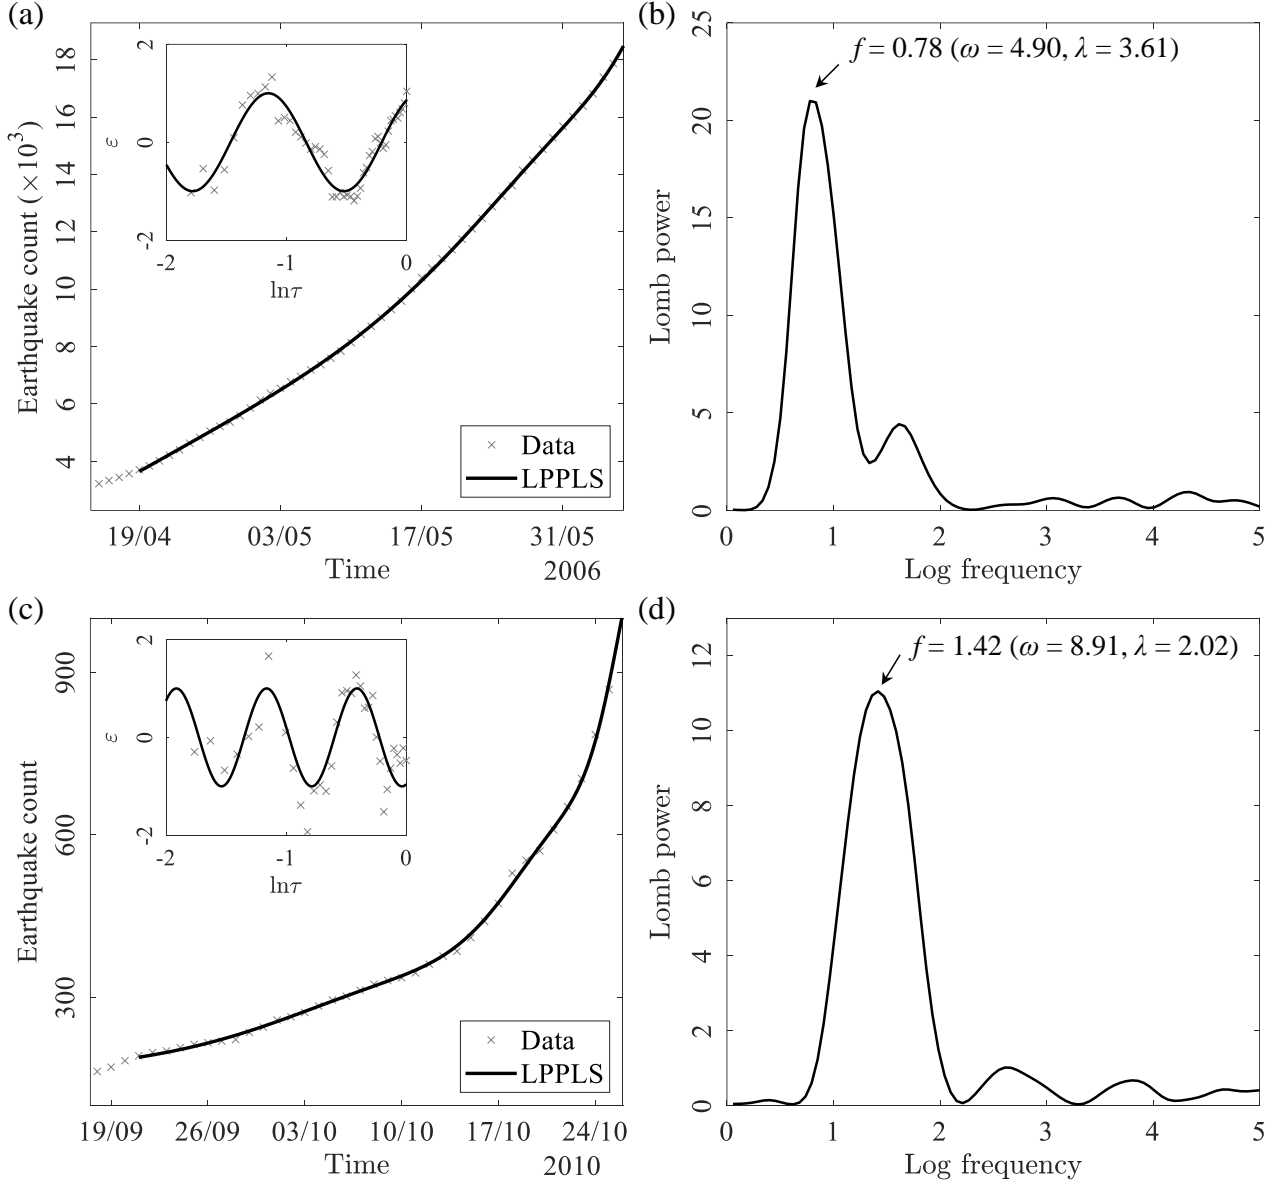 (a)
18
16
14
12
10
8
6
4
Earthquake count (×10³)
2
0
-2
ε
-2 -1 0
lnτ
Data
LPPLS
19/04 03/05 17/05 31/05
Time 2006
(b)
25
20
15
10
5
0
Lomb power
f = 0.78 (ω = 4.90, λ = 3.61)
0 1 2 3 4 5
Log frequency
(c)
900
600
300
Earthquake count
2
0
-2
ε
-2 -1 0
lnτ
Data
LPPLS
19/09 26/09 03/10 10/10 17/10 24/10
Time 2010
(d)
12
10
8
6
4
2
0
Lomb power
f = 1.42 (ω = 8.91, λ = 2.02)
0 1 2 3 4 5
Log frequency